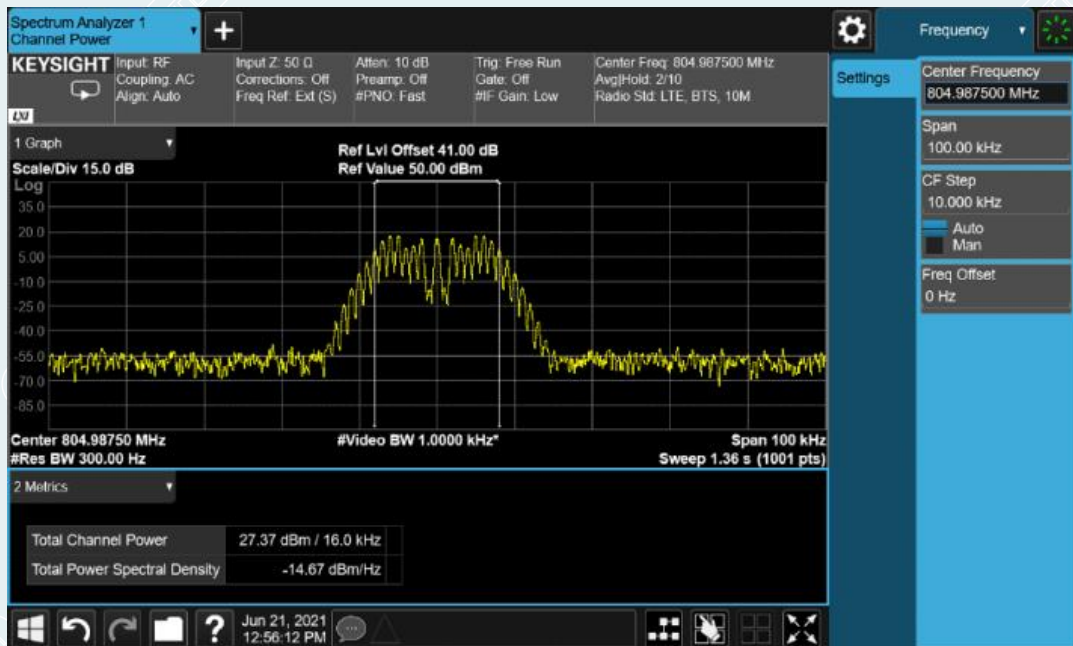 Spectrum Analyzer 1
Channel Power
Frequency
KEYSIGHT
Input: RF
Coupling: AC
Align: Auto
Input Z: 50 Ω
Corrections: Off
Freq Ref: Ext (S)
Atten: 10 dB
Preamp: Off
#PNO: Fast
Trig: Free Run
Gate: Off
#IF Gain: Low
Center Freq: 804.987500 MHz
Avg|Hold: 2/10
Radio Std: LTE, BTS, 10M
LXI
Settings
Center Frequency
804.987500 MHz
Span
100.00 kHz
CF Step
10.000 kHz
Auto
Man
Freq Offset
0 Hz
1 Graph
Scale/Div 15.0 dB
Ref Lvl Offset 41.00 dB
Ref Value 50.00 dBm
Log
35.0
20.0
5.00
-10.0
-25.0
-40.0
-55.0
-70.0
-85.0
Center 804.98750 MHz
#Video BW 1.0000 kHz*
Span 100 kHz
#Res BW 300.00 Hz
Sweep 1.36 s (1001 pts)
2 Metrics
Total Channel Power 27.37 dBm / 16.0 kHz
Total Power Spectral Density -14.67 dBm/Hz
Jun 21, 2021
12:56:12 PM